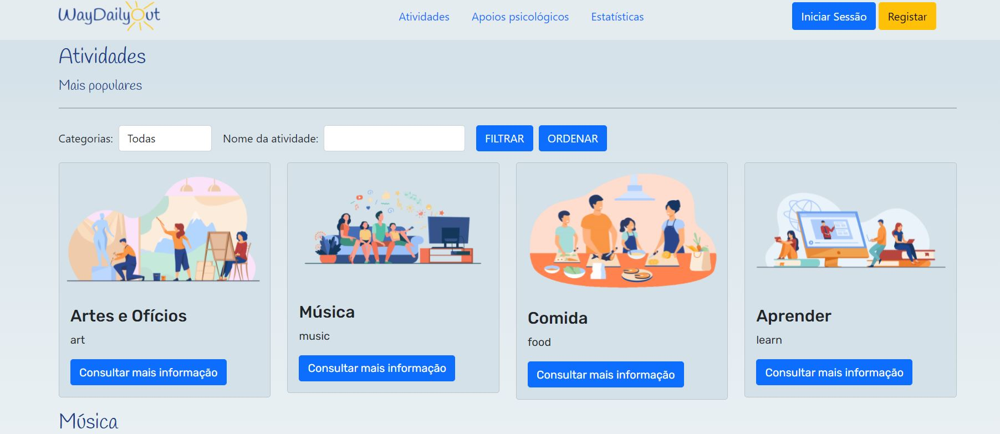 WayDailyOut
Atividades Apoios psicológicos Estatísticas
Iniciar Sessão Registar
Atividades
Mais populares
Categorias: Todas Nome da atividade: FILTRAR ORDENAR
Artes e Ofícios
art
Consultar mais informação
Música
music
Consultar mais informação
Comida
food
Consultar mais informação
Aprender
learn
Consultar mais informação
Música